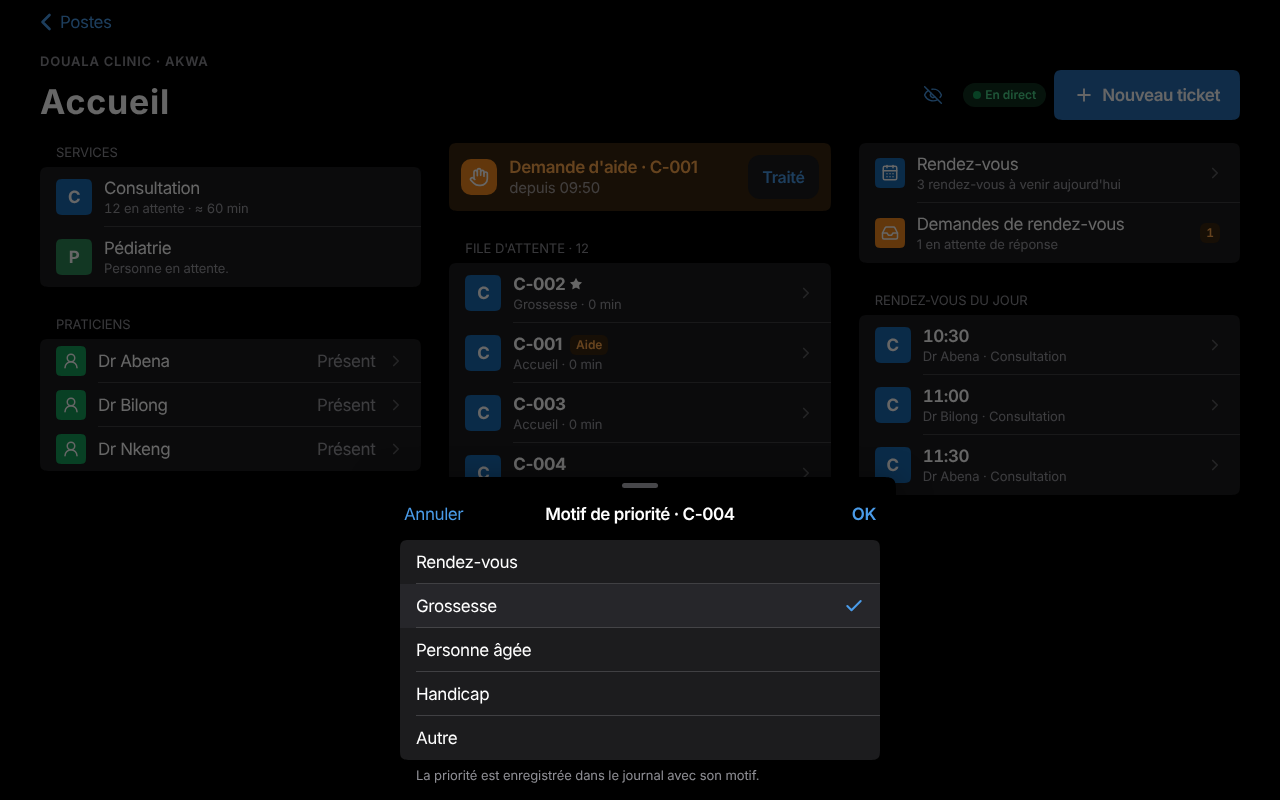 Postes
DOUALA CLINIC · AKWA
Accueil
En direct
Nouveau ticket
SERVICES
C
Consultation
12 en attente · ≈ 60 min
P
Pédiatrie
Personne en attente.
PRATICIENS
Dr Abena
Présent
Dr Bilong
Présent
Dr Nkeng
Présent
Demande d'aide · C-001
depuis 09:50
Traité
FILE D'ATTENTE · 12
C
C-002
Grossesse · 0 min
C
C-001 Aide
Accueil · 0 min
C
C-003
Accueil · 0 min
C
C-004
Rendez-vous
3 rendez-vous à venir aujourd'hui
Demandes de rendez-vous
1 en attente de réponse
1
RENDEZ-VOUS DU JOUR
C
10:30
Dr Abena · Consultation
C
11:00
Dr Bilong · Consultation
C
11:30
Dr Abena · Consultation
Annuler
Motif de priorité · C-004
OK
Rendez-vous
Grossesse
Personne âgée
Handicap
Autre
La priorité est enregistrée dans le journal avec son motif.